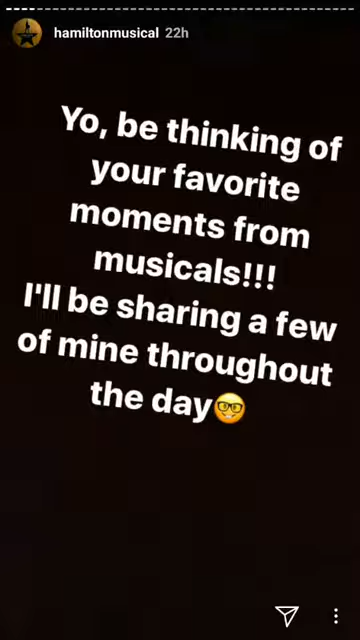 hamiltonmusical 22h
Yo, be thinking of
your favorite
moments from
musicals!!!
I'll be sharing a few
of mine throughout
the day🤓